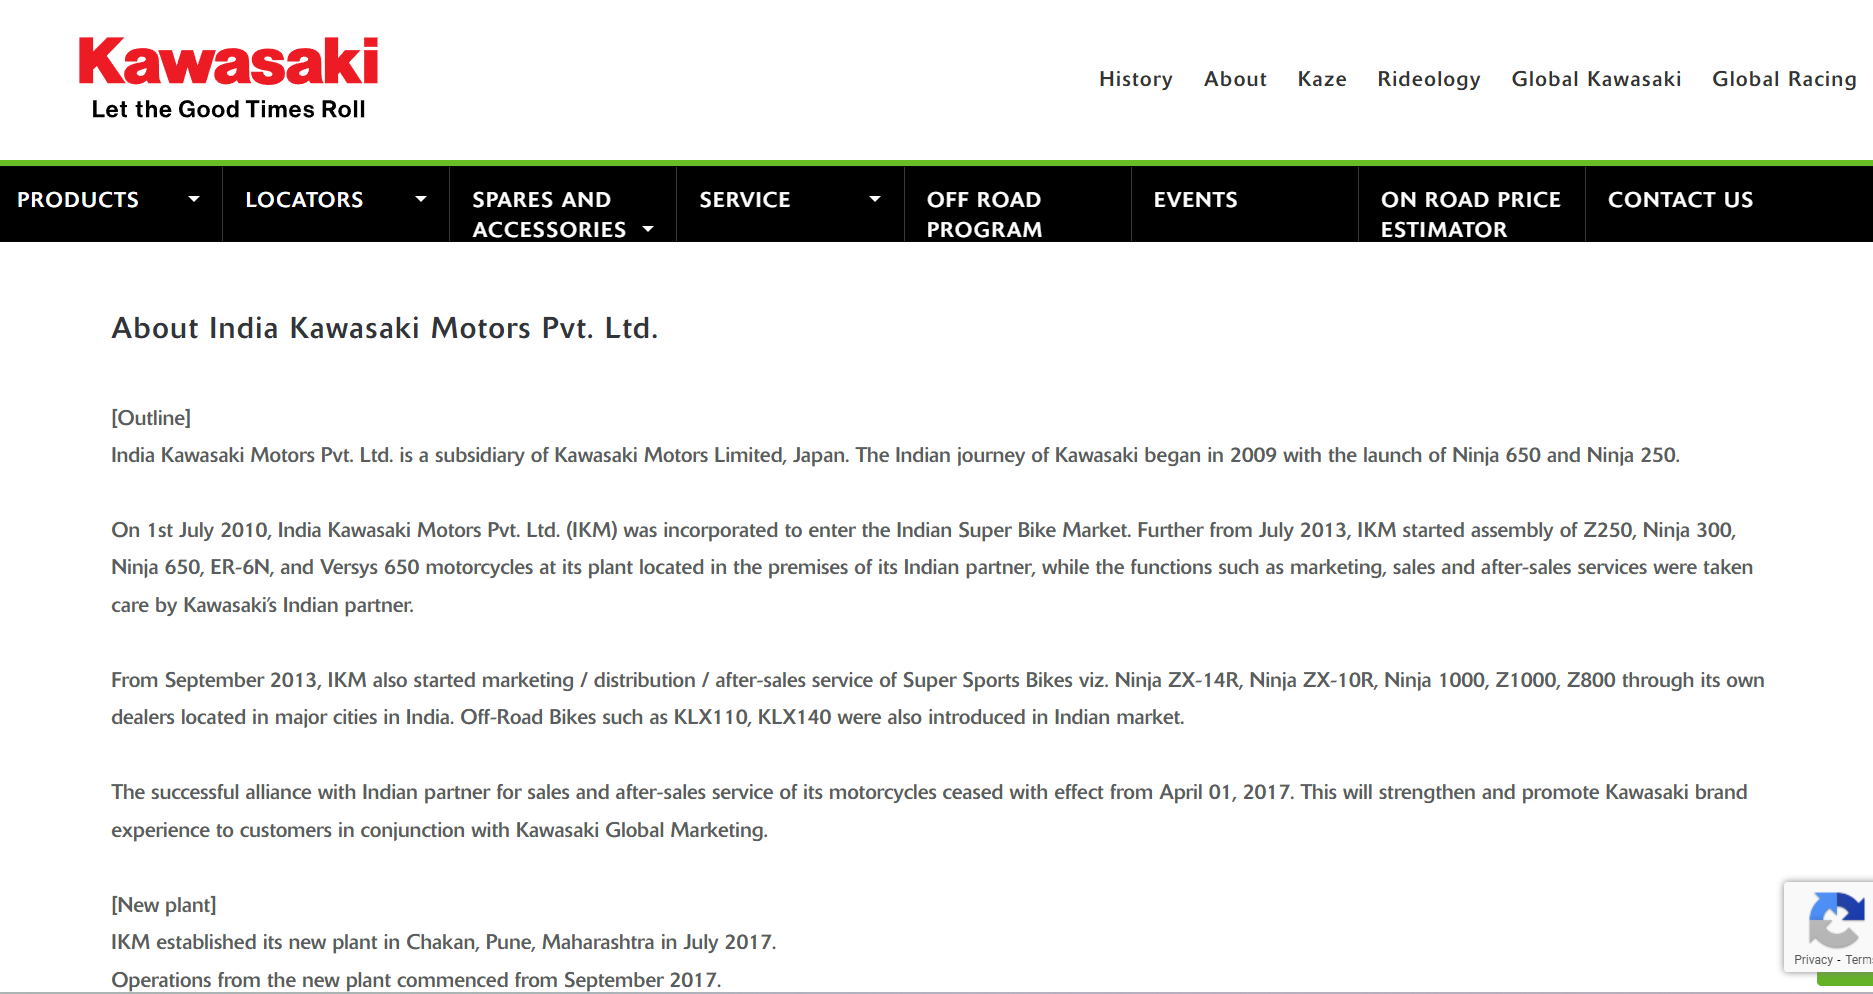 Kawasaki
Let the Good Times Roll
History About Kaze Rideology Global Kawasaki Global Racing
PRODUCTS LOCATORS SPARES AND ACCESSORIES SERVICE OFF ROAD PROGRAM EVENTS ON ROAD PRICE ESTIMATOR CONTACT US
About India Kawasaki Motors Pvt. Ltd.
[Outline]
India Kawasaki Motors Pvt. Ltd. is a subsidiary of Kawasaki Motors Limited, Japan. The Indian journey of Kawasaki began in 2009 with the launch of Ninja 650 and Ninja 250.
On 1st July 2010, India Kawasaki Motors Pvt. Ltd. (IKM) was incorporated to enter the Indian Super Bike Market. Further from July 2013, IKM started assembly of Z250, Ninja 300,
Ninja 650, ER-6N, and Versys 650 motorcycles at its plant located in the premises of its Indian partner, while the functions such as marketing, sales and after-sales services were taken
care by Kawasaki’s Indian partner.
From September 2013, IKM also started marketing / distribution / after-sales service of Super Sports Bikes viz. Ninja ZX-14R, Ninja ZX-10R, Ninja 1000, Z1000, Z800 through its own
dealers located in major cities in India. Off-Road Bikes such as KLX110, KLX140 were also introduced in Indian market.
The successful alliance with Indian partner for sales and after-sales service of its motorcycles ceased with effect from April 01, 2017. This will strengthen and promote Kawasaki brand
experience to customers in conjunction with Kawasaki Global Marketing.
[New plant]
IKM established its new plant in Chakan, Pune, Maharashtra in July 2017.
Operations from the new plant commenced from September 2017.
Privacy - Term